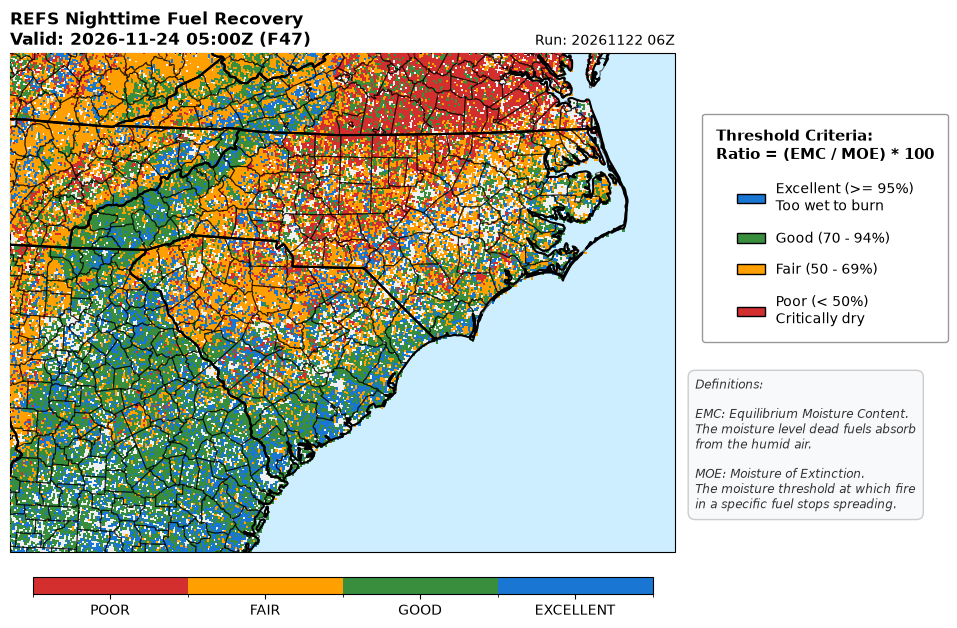 REFS Nighttime Fuel Recovery
Valid: 2026-11-24 05:00Z (F47)
Run: 20261122 06Z
Threshold Criteria:
Ratio = (EMC / MOE) * 100
Excellent (>= 95%)
Too wet to burn
Good (70 - 94%)
Fair (50 - 69%)
Poor (< 50%)
Critically dry
Definitions:
EMC: Equilibrium Moisture Content.
The moisture level dead fuels absorb
from the humid air.
MOE: Moisture of Extinction.
The moisture threshold at which fire
in a specific fuel stops spreading.
POOR
FAIR
GOOD
EXCELLENT